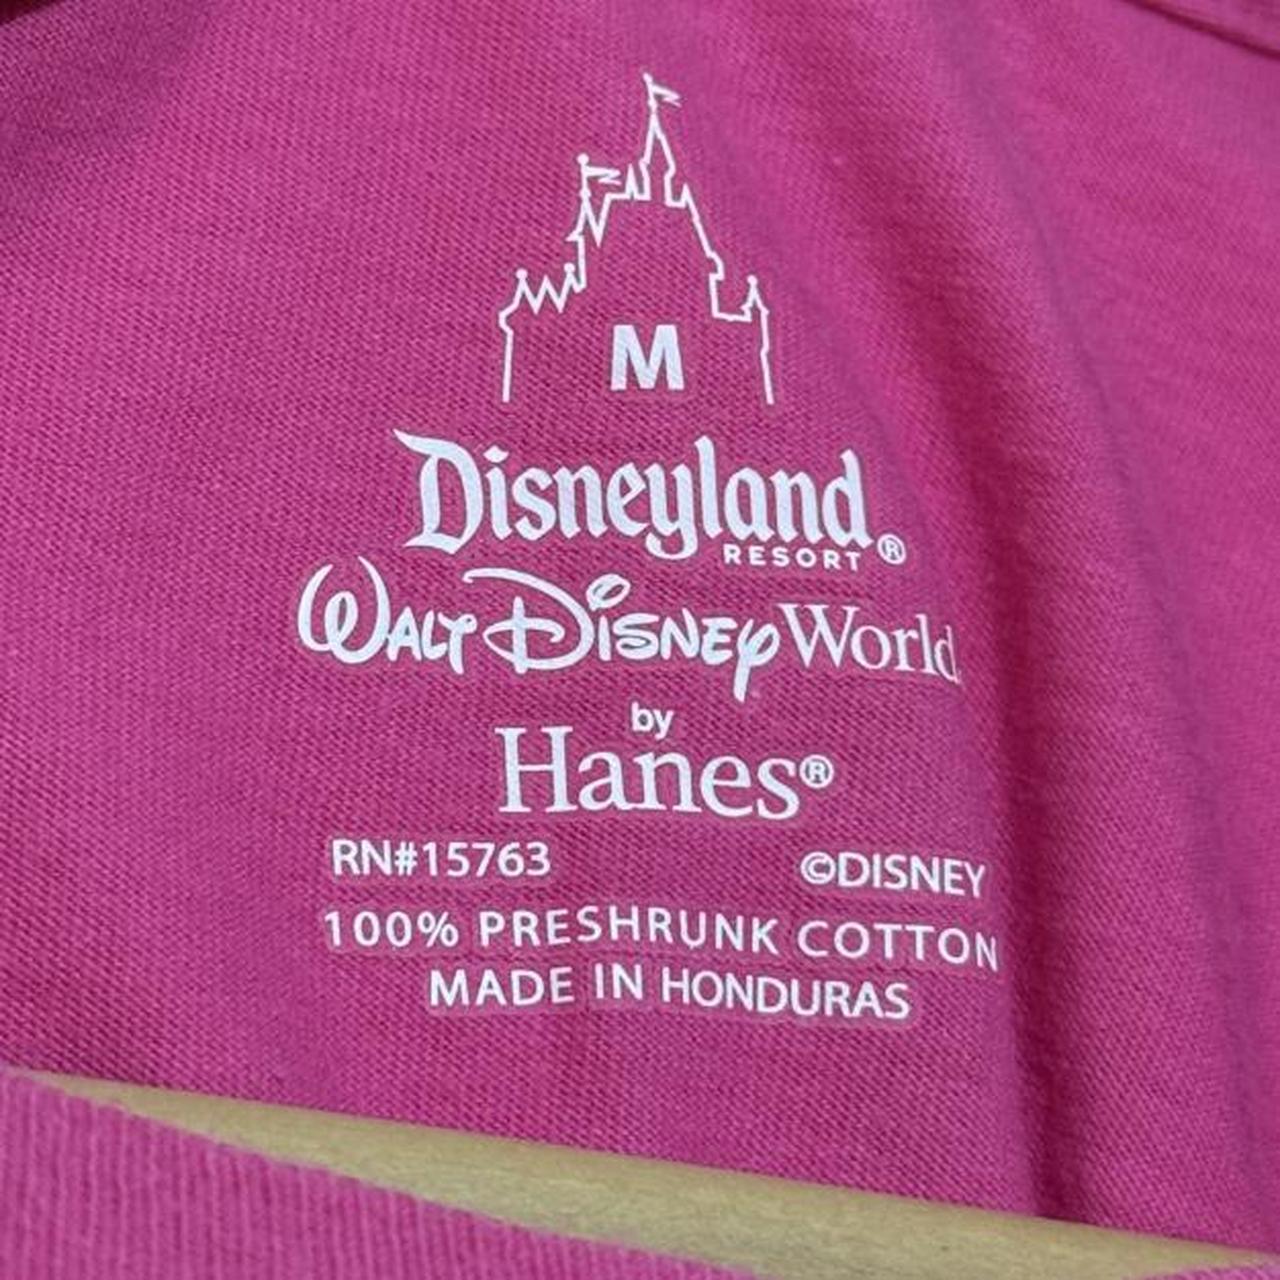 M
Disneyland®
RESORT
Walt Disney World
by
Hanes®
RN#15763 ©DISNEY
100% PRESHRUNK COTTON
MADE IN HONDURAS